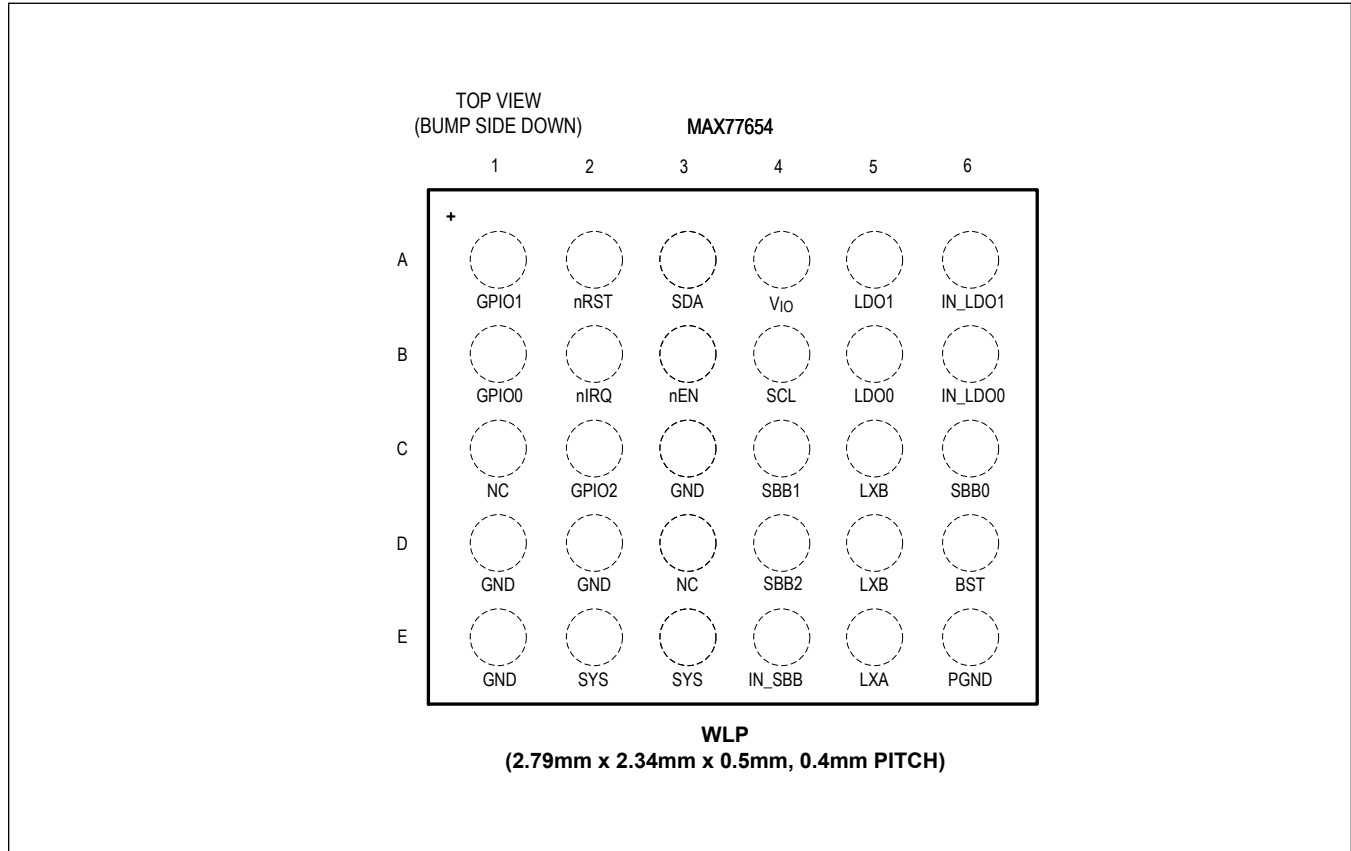 TOP VIEW
(BUMP SIDE DOWN)
MAX77654
1 2 3 4 5 6
+
A
GPIO1 nRST SDA VIO LDO1 IN_LDO1
B
GPIO0 nIRQ nEN SCL LDO0 IN_LDO0
C
NC GPIO2 GND SBB1 LXB SBB0
D
GND GND NC SBB2 LXB BST
E
GND SYS SYS IN_SBB LXA PGND
WLP
(2.79mm x 2.34mm x 0.5mm, 0.4mm PITCH)